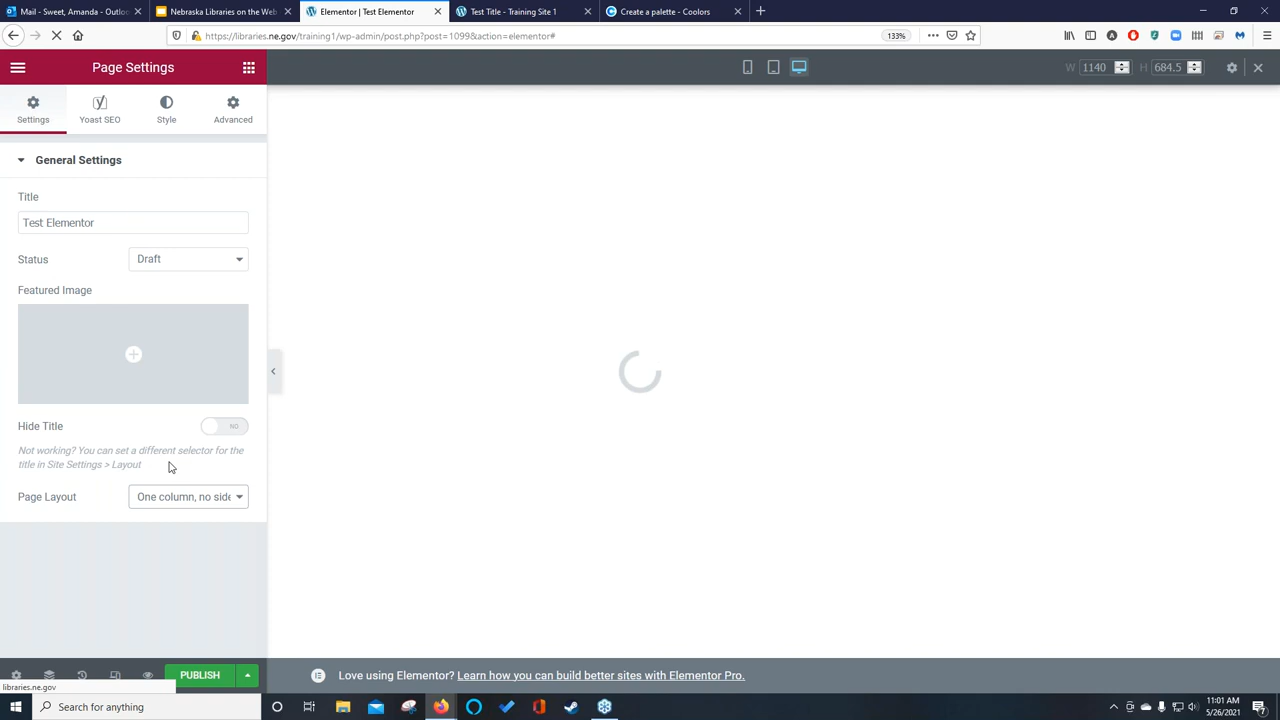 Mail - Sweet, Amanda - Outlo
Nebraska Libraries on the Web
Elementor | Test Elementor
Test Title - Training Site 1
Create a palette - Coolors
https://libraries.ne.gov/training1/wp-admin/post.php?post=1099&action=elementor#
133%
Page Settings
W 1140 H 684.5
Settings
Yoast SEO
Style
Advanced
General Settings
Title
Test Elementor
Status
Draft
Featured Image
Hide Title
NO
Not working? You can set a different selector for the
title in Site Settings > Layout
Page Layout
One column, no side
PUBLISH
Love using Elementor? Learn how you can build better sites with Elementor Pro.
libraries.ne.gov
Search for anything
11:01 AM
5/26/2021